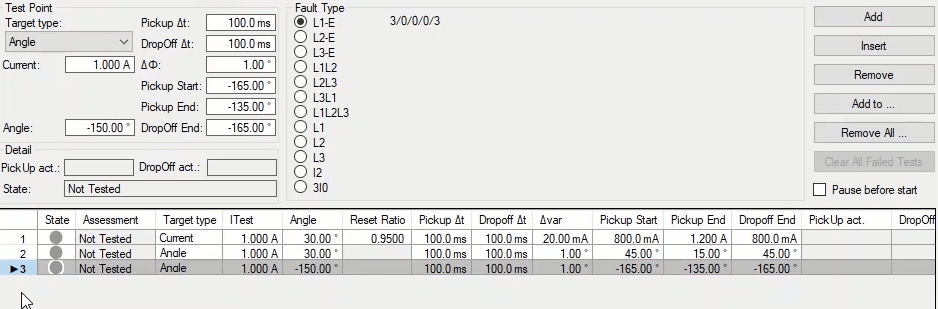 Test Point
Target type:
Angle
Current: 1.000 A
Angle: -150.00 °
Pickup Δt: 100.0 ms
DropOff Δt: 100.0 ms
ΔΦ: 1.00 °
Pickup Start: -165.00 °
Pickup End: -135.00 °
DropOff End: -165.00 °
Detail
PickUp act.: DropOff act.:
State: Not Tested
Fault Type
L1-E 3/0/0/0/3
L2-E
L3-E
L1L2
L2L3
L3L1
L1L2L3
L1
L2
L3
I2
3I0
Add
Insert
Remove
Add to ...
Remove All ...
Clear All Failed Tests
Pause before start
State Assessment Target type ITest Angle Reset Ratio Pickup Δt Dropoff Δt Δvar Pickup Start Pickup End Dropoff End PickUp act. DropOff
1 Not Tested Current 1.000 A 30.00 ° 0.9500 100.0 ms 100.0 ms 20.00 mA 800.0 mA 1.200 A 800.0 mA
2 Not Tested Angle 1.000 A 30.00 ° 100.0 ms 100.0 ms 1.00 ° 45.00 ° 15.00 ° 45.00 °
3 Not Tested Angle 1.000 A -150.00 ° 100.0 ms 100.0 ms 1.00 ° -165.00 ° -135.00 ° -165.00 °